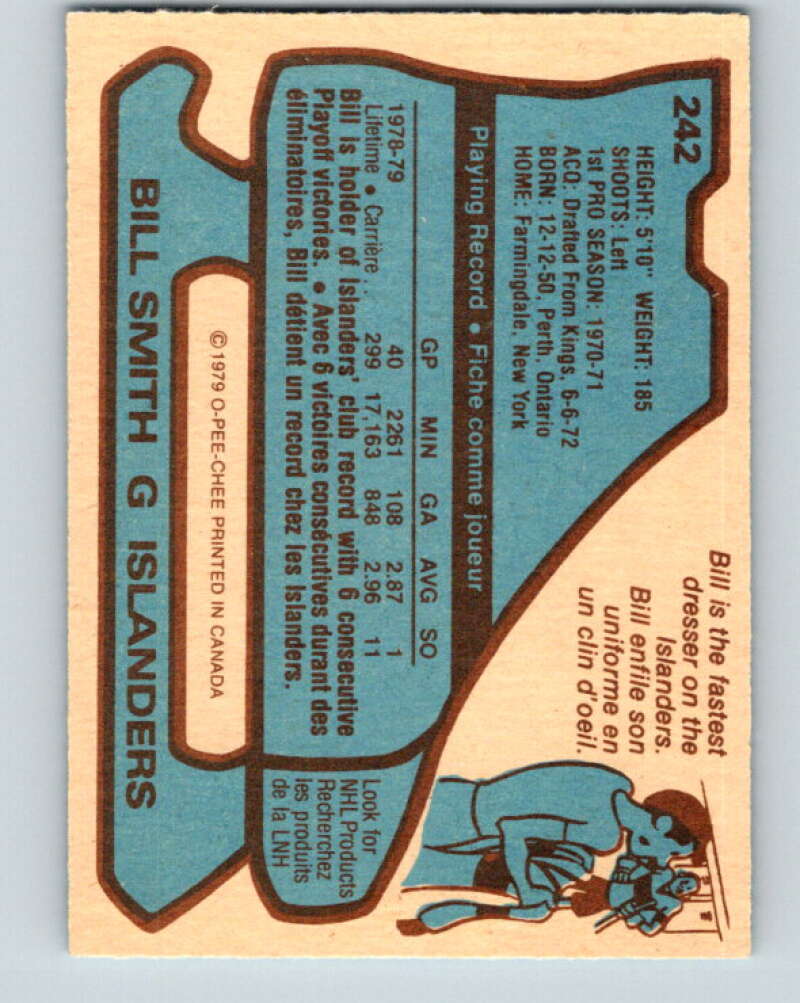 242
HEIGHT: 5'10" WEIGHT: 185
SHOOTS: Left
1st PRO SEASON: 1970-71
ACQ: Drafted From Kings, 6-6-72
BORN: 12-12-50, Perth, Ontario
HOME: Farmingdale, New York
Bill is the fastest
dresser on the
Islanders.
Bill enfile son
uniforme en
un clin d'oeil.
Playing Record • Fiche comme joueur
GP MIN GA AVG SO
1978-79 40 2261 108 2.87 1
Lifetime • Carrière .. 299 17,163 848 2.96 11
Bill is holder of Islanders' club record with 6 consecutive
Playoff victories. • Avec 6 victoires consécutives durant des
éliminatoires, Bill détient un record chez les Islanders.
Look for
NHL Products
Recherchez
les produits
de la LNH
© 1979 O-PEE-CHEE PRINTED IN CANADA
BILL SMITH G ISLANDERS